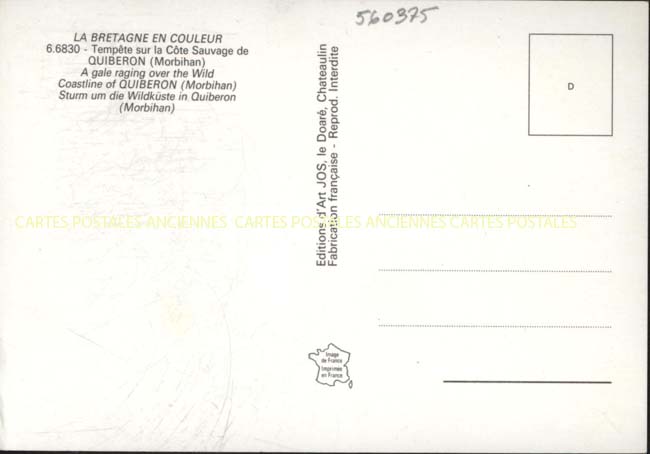 LA BRETAGNE EN COULEUR
6.6830 - Tempête sur la Côte Sauvage de
QUIBERON (Morbihan)
A gale raging over the Wild
Coastline of QUIBERON (Morbihan)
Sturm um die Wildküste in Quiberon
(Morbihan)
Editions d'Art JOS, le Doaré, Chateaulin
Fabrication française - Reprod. Interdite
560375
D
CARTES POSTALES ANCIENNES CARTES POSTALES ANCIENNES CARTES POSTALES
Image
de France
Imprimée
en France